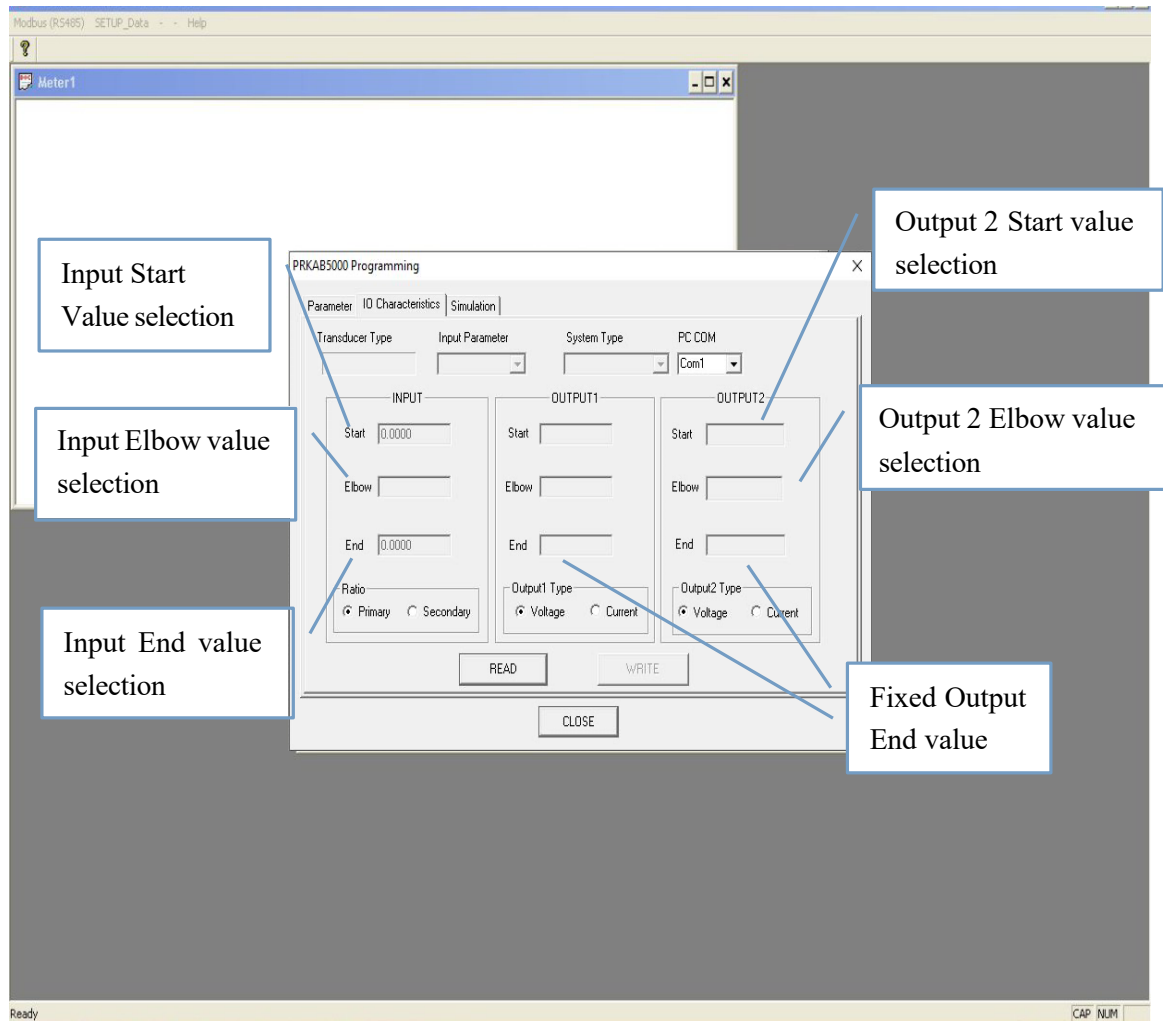 Modbus (RS485) SETUP_Data - - Help
?
Meter1
Output 2 Start value
selection
Input Start
Value selection
PRKAB5000 Programming
Parameter IO Characteristics Simulation
Transducer Type Input Parameter System Type PC COM
Com1
INPUT OUTPUT1 OUTPUT2
Start 0.0000 Start Start
Output 2 Elbow value
selection
Input Elbow value
selection
Elbow Elbow Elbow
End 0.0000 End End
Ratio Output1 Type Output2 Type
Primary Secondary Voltage Current Voltage Current
Input End value
selection
READ WRITE
Fixed Output
End value
CLOSE
Ready CAP NUM